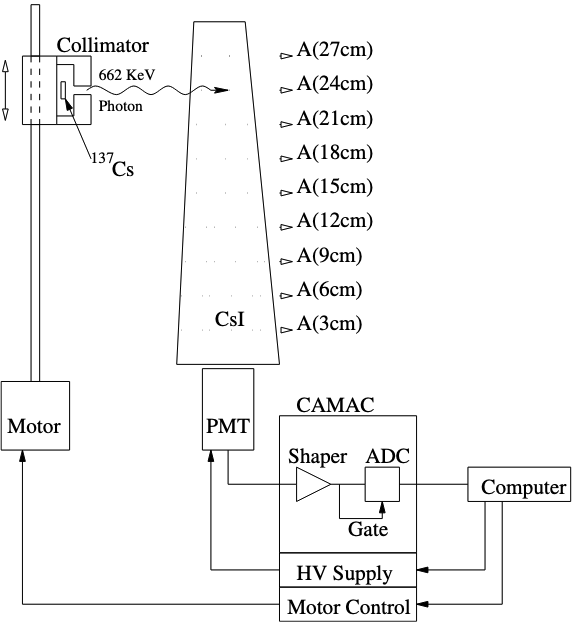 Collimator
662 KeV
Photon
137Cs
A(27cm)
A(24cm)
A(21cm)
A(18cm)
A(15cm)
A(12cm)
A(9cm)
A(6cm)
A(3cm)
CsI
Motor
PMT
CAMAC
Shaper
ADC
Gate
Computer
HV Supply
Motor Control